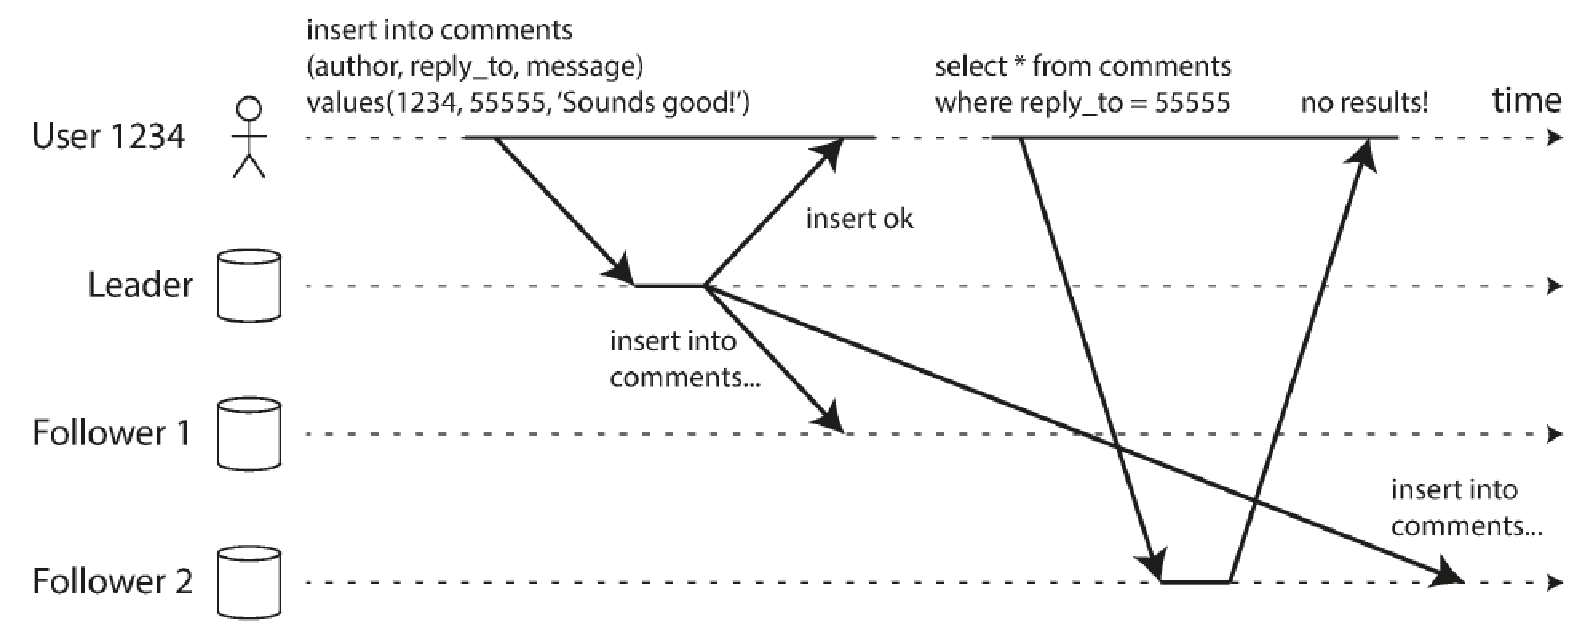 insert into comments
(author, reply_to, message)
values(1234, 55555, ‘Sounds good!’)
select * from comments
where reply_to = 55555
no results!
time
User 1234
insert ok
Leader
insert into
comments...
Follower 1
insert into
comments...
Follower 2